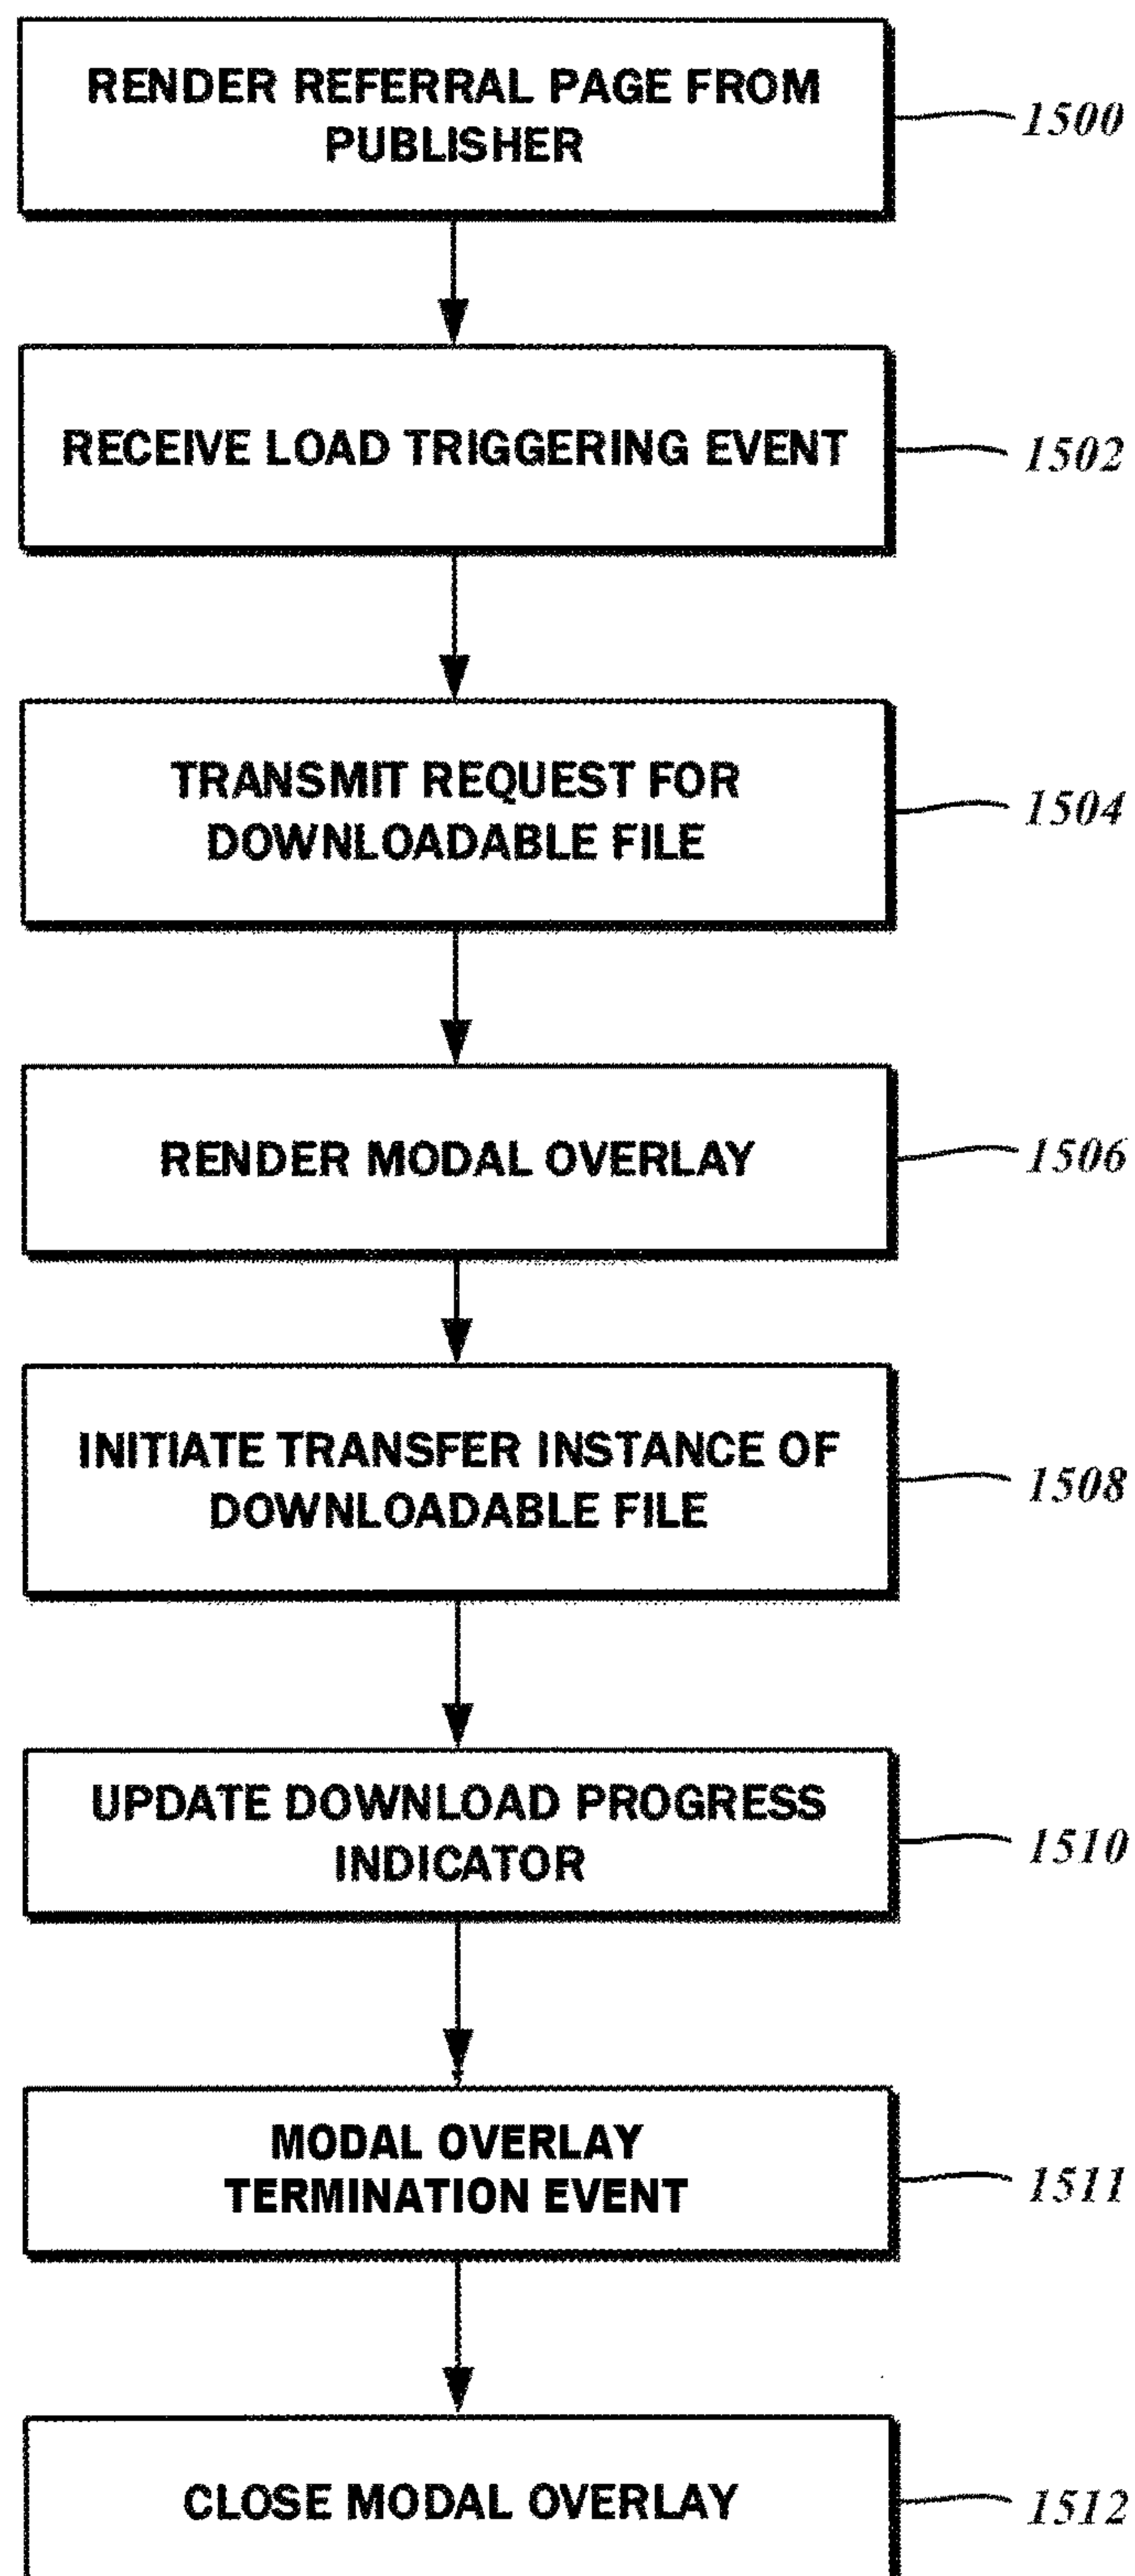 RENDER REFERRAL PAGE FROM
PUBLISHER
1500
RECEIVE LOAD TRIGGERING EVENT
1502
TRANSMIT REQUEST FOR
DOWNLOADABLE FILE
1504
RENDER MODAL OVERLAY
1506
INITIATE TRANSFER INSTANCE OF
DOWNLOADABLE FILE
1508
UPDATE DOWNLOAD PROGRESS
INDICATOR
1510
MODAL OVERLAY
TERMINATION EVENT
1511
CLOSE MODAL OVERLAY
1512